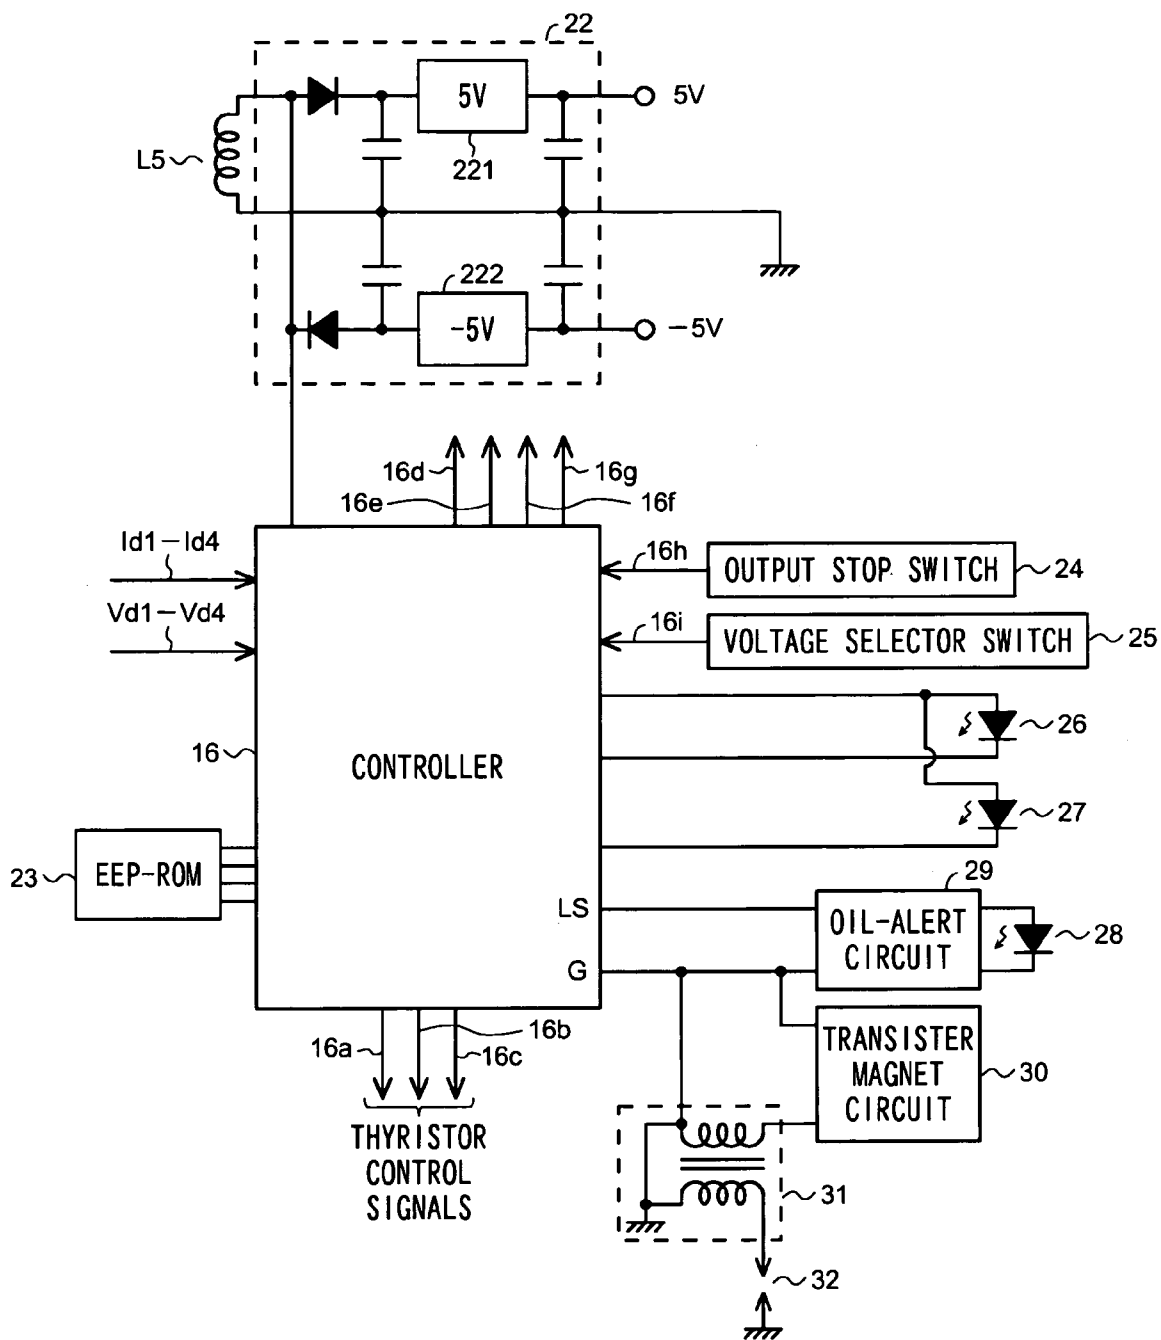 22
5V
5V
L5
221
222
-5V
-5V
16d
16g
16e
16f
Id1-Id4
16h
OUTPUT STOP SWITCH
24
Vd1-Vd4
16i
VOLTAGE SELECTOR SWITCH
25
26
16
CONTROLLER
27
23
EEP-ROM
29
LS
OIL-ALERT
CIRCUIT
28
G
16a
16b
16c
TRANSISTER
MAGNET
CIRCUIT
30
THYRISTOR
CONTROL
SIGNALS
31
32